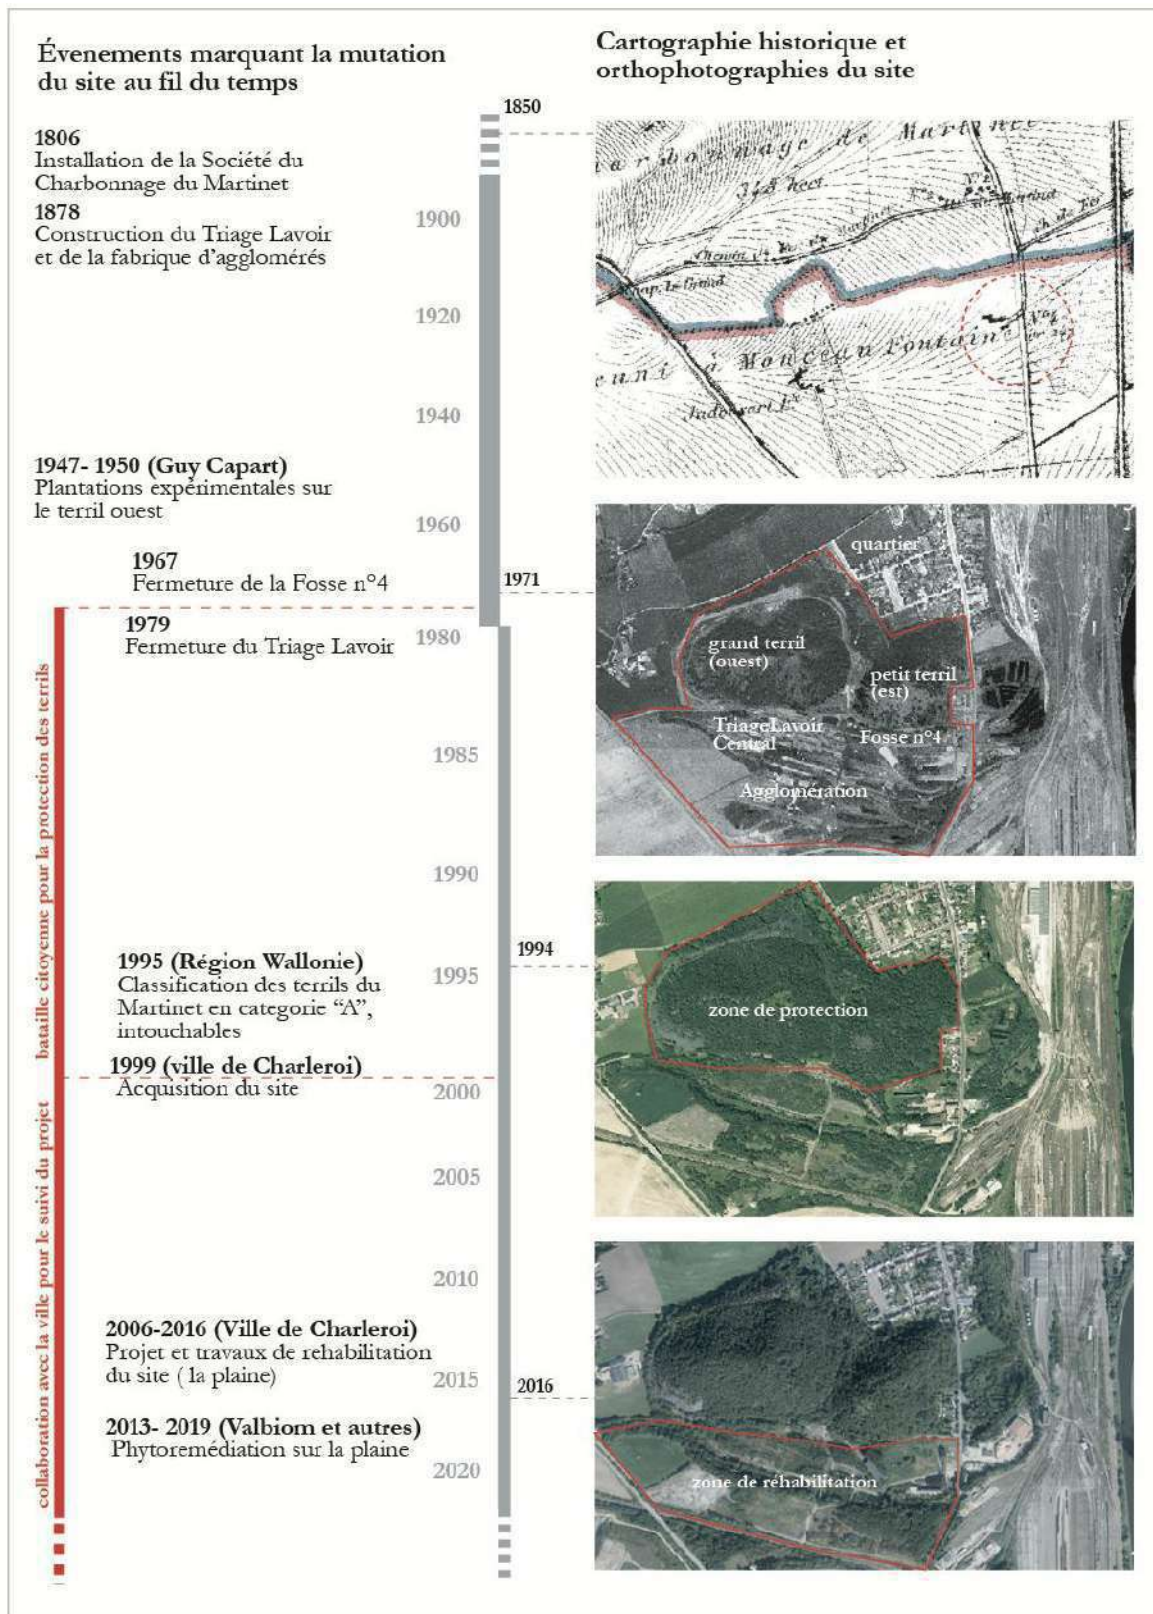 Évenements marquant la mutation
du site au fil du temps
1806
Installation de la Société du
Charbonnage du Martinet
1878
Construction du Triage Lavoir
et de la fabrique d'agglomérés
1947- 1950 (Guy Capart)
Plantations expérimentales sur
le terril ouest
1967
Fermeture de la Fosse n°4
1979
Fermeture du Triage Lavoir
1995 (Région Wallonie)
Classification des terrils du
Martinet en categorie “A”,
intouchables
1999 (ville de Charleroi)
Acquisition du site
2006-2016 (Ville de Charleroi)
Projet et travaux de rehabilitation
du site ( la plaine)
2013- 2019 (Valbiom et autres)
Phytoremédiation sur la plaine
bataille citoyenne pour la protection des terrils
collaboration avec la ville pour le suivi du projet
1900
1920
1940
1960
1980
1985
1990
1995
2000
2005
2010
2015
2020
1850
1971
1994
2016
Cartographie historique et
orthophotographies du site
arbonnage de Martinet
345 hect
euni à Monceau Fontaine
quartier
grand terril
(ouest)
petit terril
(est)
Triage Lavoir
Central
Fosse n°4
Agglomération
zone de protection
zone de réhabilitation